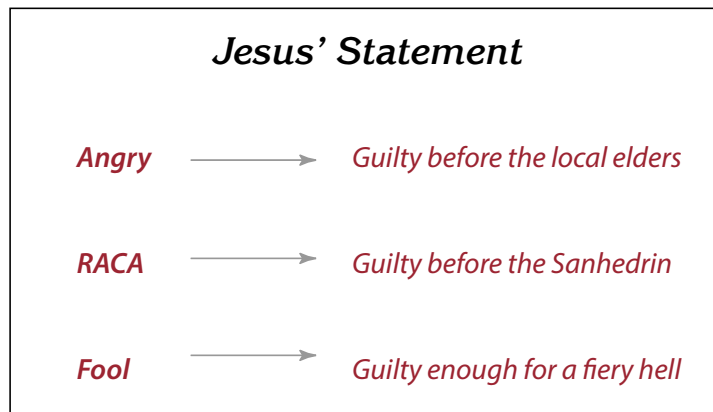 Jesus’ Statement
Angry Guilty before the local elders
RACA Guilty before the Sanhedrin
Fool Guilty enough for a fiery hell